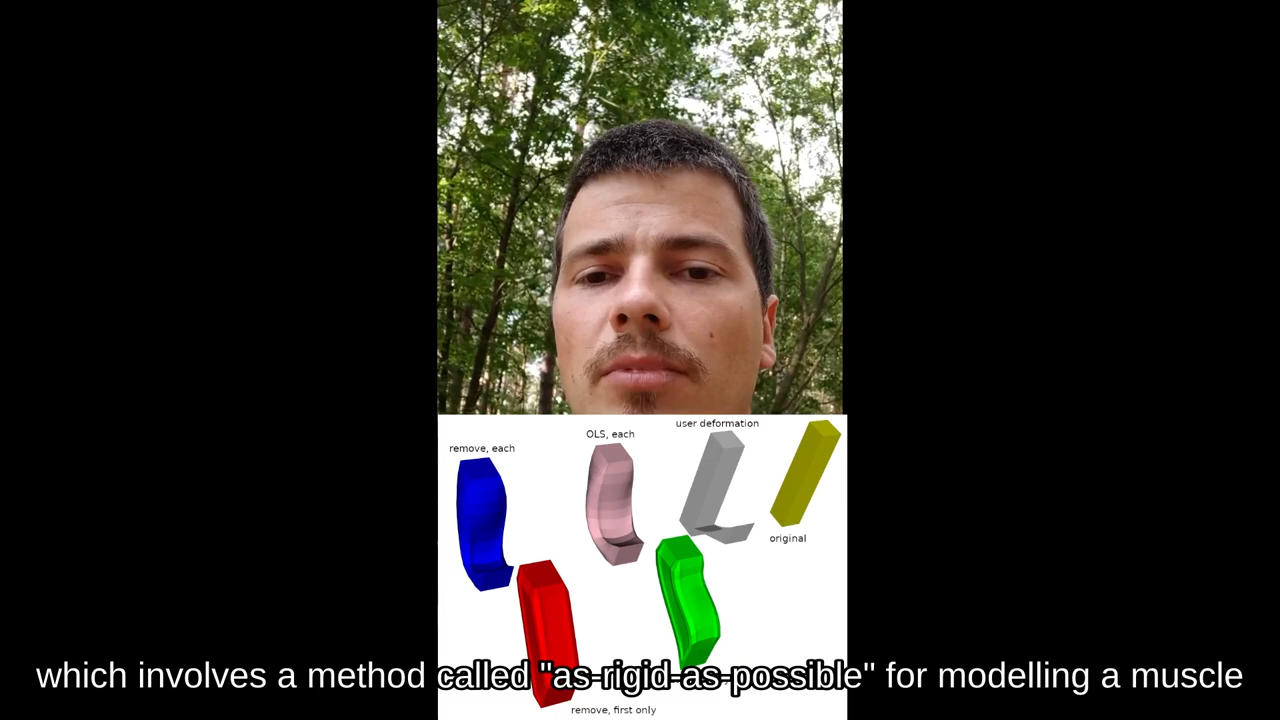 user deformation
OLS, each
remove, each
original
which involves a method called "as-rigid-as-possible" for modelling a muscle
remove, first only